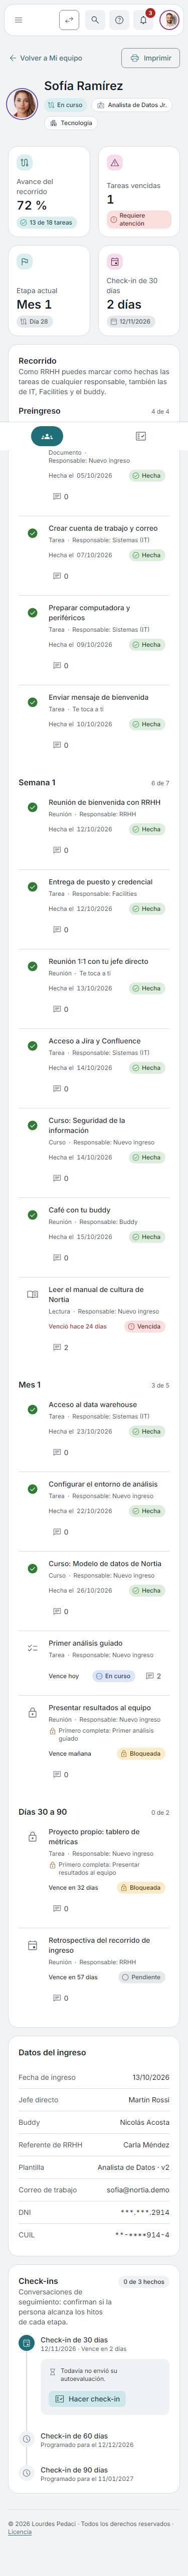 3
Volver a Mi equipo
Imprimir
Sofía Ramírez
En curso
Analista de Datos Jr.
Tecnología
Avance del
recorrido
72 %
13 de 18 tareas
Tareas vencidas
1
Requiere
atención
Etapa actual
Mes 1
Día 28
Check-in de 30
días
2 días
12/11/2026
Recorrido
Como RRHH puedes marcar como hechas las
tareas de cualquier responsable, también las
de IT, Facilities y el buddy.
Preingreso
4 de 4
Documento ·
Responsable: Nuevo ingreso
Hecha el 05/10/2026
Hecha
0
Crear cuenta de trabajo y correo
Tarea · Responsable: Sistemas (IT)
Hecha el 07/10/2026
Hecha
0
Preparar computadora y
periféricos
Tarea · Responsable: Sistemas (IT)
Hecha el 09/10/2026
Hecha
0
Enviar mensaje de bienvenida
Tarea · Te toca a ti
Hecha el 10/10/2026
Hecha
0
Semana 1
6 de 7
Reunión de bienvenida con RRHH
Reunión · Responsable: RRHH
Hecha el 12/10/2026
Hecha
0
Entrega de puesto y credencial
Tarea · Responsable: Facilities
Hecha el 12/10/2026
Hecha
0
Reunión 1:1 con tu jefe directo
Reunión · Te toca a ti
Hecha el 13/10/2026
Hecha
0
Acceso a Jira y Confluence
Tarea · Responsable: Sistemas (IT)
Hecha el 14/10/2026
Hecha
0
Curso: Seguridad de la
información
Curso · Responsable: Nuevo ingreso
Hecha el 14/10/2026
Hecha
0
Café con tu buddy
Reunión · Responsable: Buddy
Hecha el 15/10/2026
Hecha
0
Leer el manual de cultura de
Nortia
Lectura · Responsable: Nuevo ingreso
Venció hace 24 días
Vencida
2
Mes 1
3 de 5
Acceso al data warehouse
Tarea · Responsable: Sistemas (IT)
Hecha el 23/10/2026
Hecha
0
Configurar el entorno de análisis
Tarea · Responsable: Nuevo ingreso
Hecha el 22/10/2026
Hecha
0
Curso: Modelo de datos de Nortia
Curso · Responsable: Nuevo ingreso
Hecha el 26/10/2026
Hecha
0
Primer análisis guiado
Tarea · Responsable: Nuevo ingreso
Vence hoy
En curso
2
Presentar resultados al equipo
Reunión · Responsable: Nuevo ingreso
Primero completa: Primer análisis
guiado
Vence mañana
Bloqueada
0
Días 30 a 90
0 de 2
Proyecto propio: tablero de
métricas
Tarea · Responsable: Nuevo ingreso
Primero completa: Presentar
resultados al equipo
Vence en 32 días
Bloqueada
0
Retrospectiva del recorrido de
ingreso
Reunión · Responsable: RRHH
Vence en 57 días
Pendiente
0
Datos del ingreso
Fecha de ingreso
13/10/2026
Jefe directo
Martín Rossi
Buddy
Nicolás Acosta
Referente de RRHH
Carla Méndez
Plantilla
Analista de Datos · v2
Correo de trabajo
sofia@nortia.demo
DNI
***.***.2914
CUIL
**-****914-4
Check-ins
0 de 3 hechos
Conversaciones de
seguimiento: confirman si la
persona alcanza los hitos
de cada etapa.
Check-in de 30 días
12/11/2026 · Vence en 2 días
Todavía no envió su
autoevaluación.
Hacer check-in
Check-in de 60 días
Programado para el 12/12/2026
Check-in de 90 días
Programado para el 11/01/2027
© 2026 Lourdes Pedaci · Todos los derechos reservados ·
Licencia